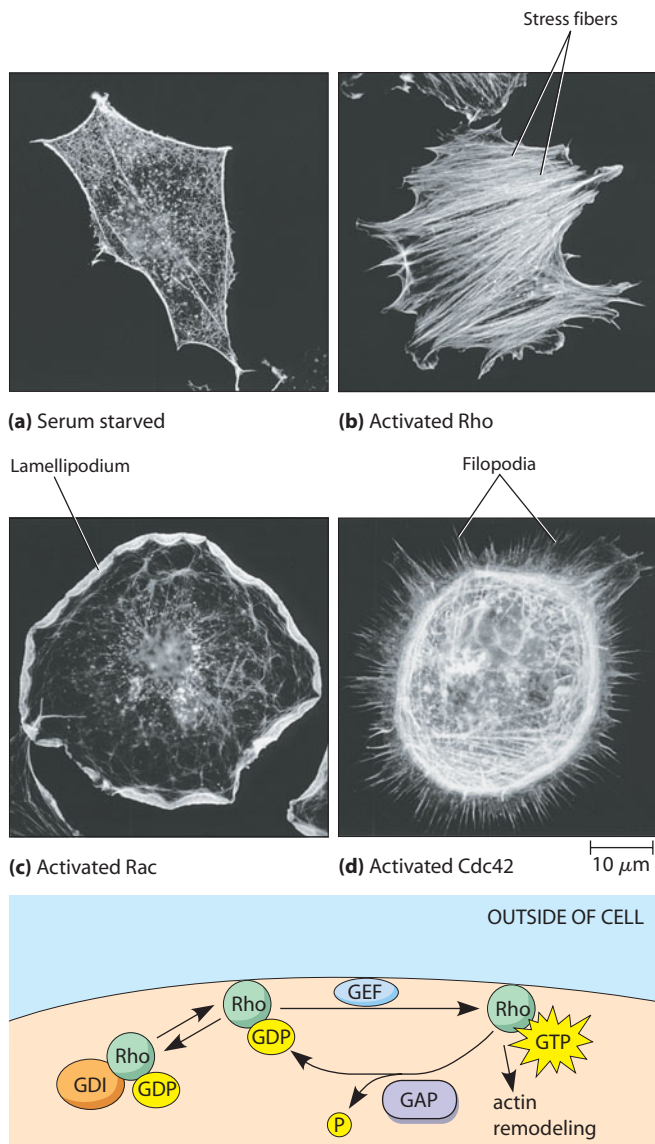 Stress fibers
(a) Serum starved
(b) Activated Rho
Lamellipodium
Filopodia
(c) Activated Rac
(d) Activated Cdc42
10 μm
OUTSIDE OF CELL
Rho
GDP
GEF
Rho
GTP
Rho
GDI
GDP
P
GAP
actin
remodeling